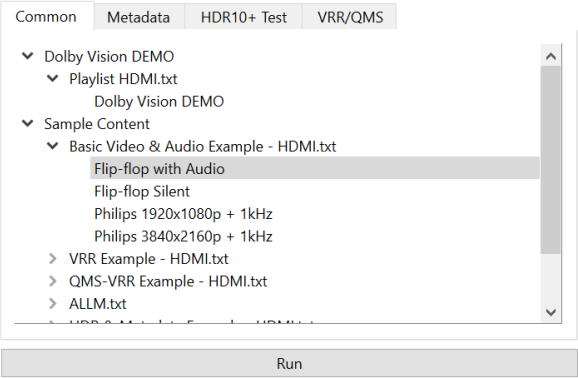 Common Metadata HDR10+ Test VRR/QMS
Dolby Vision DEMO
Playlist HDMI.txt
Dolby Vision DEMO
Sample Content
Basic Video & Audio Example - HDMI.txt
Flip-flop with Audio
Flip-flop Silent
Philips 1920x1080p + 1kHz
Philips 3840x2160p + 1kHz
VRR Example - HDMI.txt
QMS-VRR Example - HDMI.txt
ALLM.txt
Run